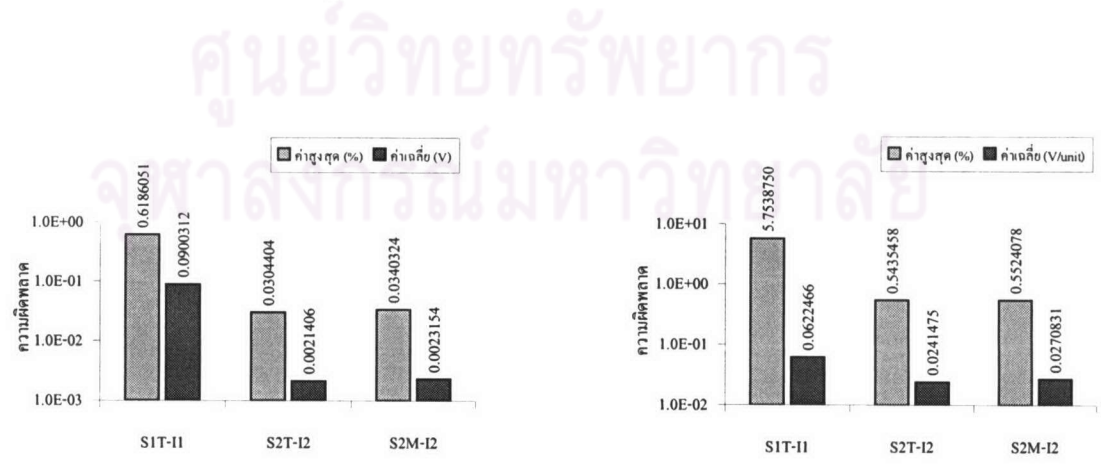 ศูนย์วิทยทรัพยากร
จุฬาลงกรณ์มหาวิทยาลัย
ค่าสูงสุด (%) ค่าเฉลี่ย (V)
ความผิดพลาด
1.0E+00
1.0E-01
1.0E-02
1.0E-03
0.6186051
0.0900312
0.0304404
0.0021406
0.0340324
0.0023154
S1T-I1 S2T-I2 S2M-I2
ค่าสูงสุด (%) ค่าเฉลี่ย (V/unit)
ความผิดพลาด
1.0E+01
1.0E+00
1.0E-01
1.0E-02
5.7538750
0.0622466
0.5435458
0.0241475
0.5524078
0.0270831
S1T-I1 S2T-I2 S2M-I2